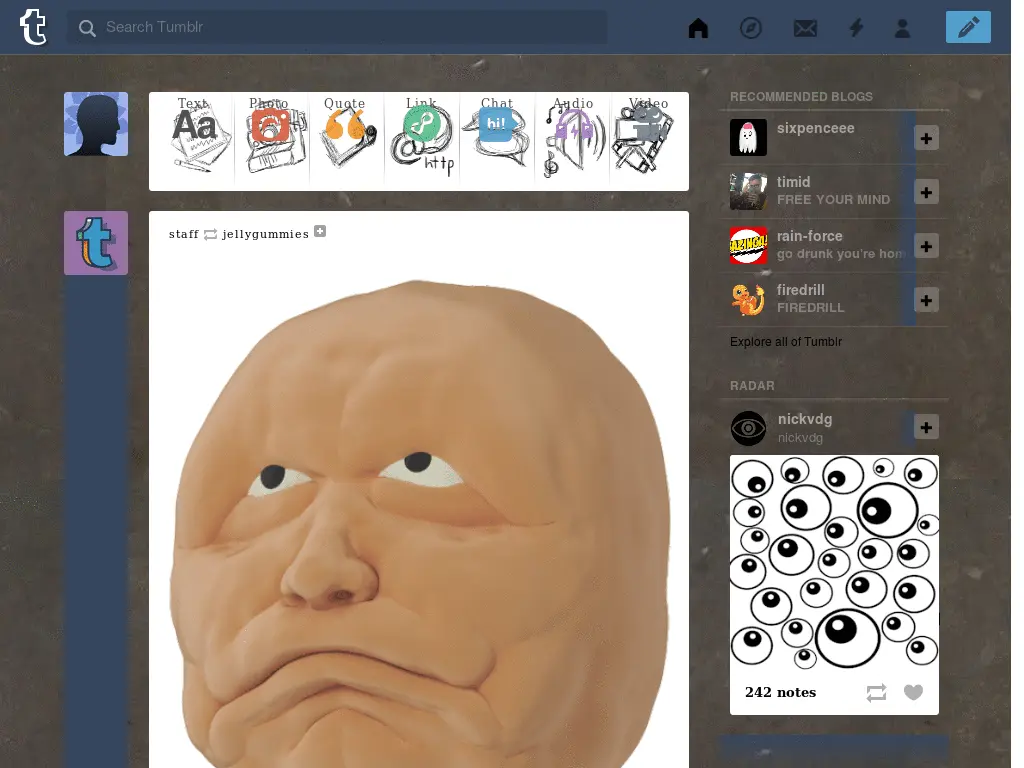 t
Search Tumblr
Text
Photo
Quote
Link
Chat
Audio
Video
Aa
hi!
http
t
staff jellygummies
RECOMMENDED BLOGS
sixpenceee
timid
FREE YOUR MIND
BAZINGA!
rain-force
go drunk you're hom
firedrill
FIREDRILL
Explore all of Tumblr
RADAR
nickvdg
nickvdg
242 notes